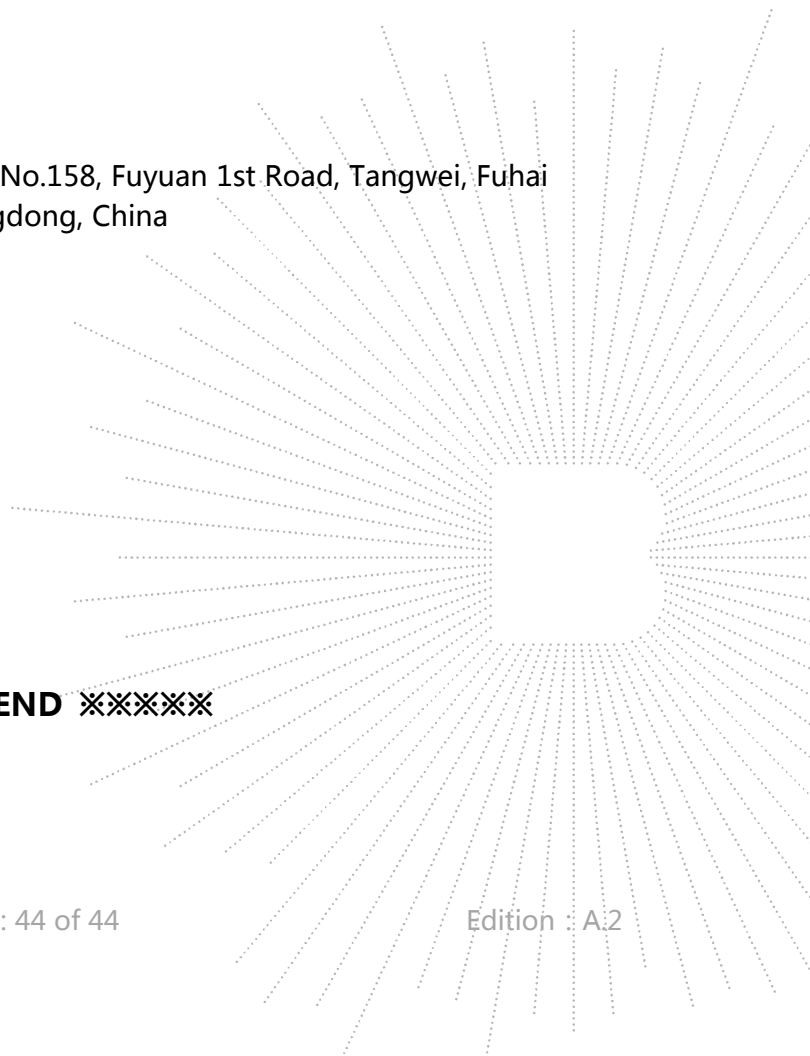 No.158, Fuyuan 1st Road, Tangwei, Fuhai
gdong, China
END ※※※※※
: 44 of 44 Edition：A.2